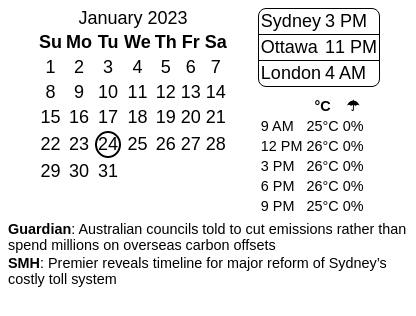 January 2023
Su Mo Tu We Th Fr Sa
1 2 3 4 5 6 7
8 9 10 11 12 13 14
15 16 17 18 19 20 21
22 23 24 25 26 27 28
29 30 31
Sydney 3 PM
Ottawa 11 PM
London 4 AM
°C ☂
9 AM 25°C 0%
12 PM 26°C 0%
3 PM 26°C 0%
6 PM 26°C 0%
9 PM 25°C 0%
Guardian: Australian councils told to cut emissions rather than
spend millions on overseas carbon offsets
SMH: Premier reveals timeline for major reform of Sydney's
costly toll system